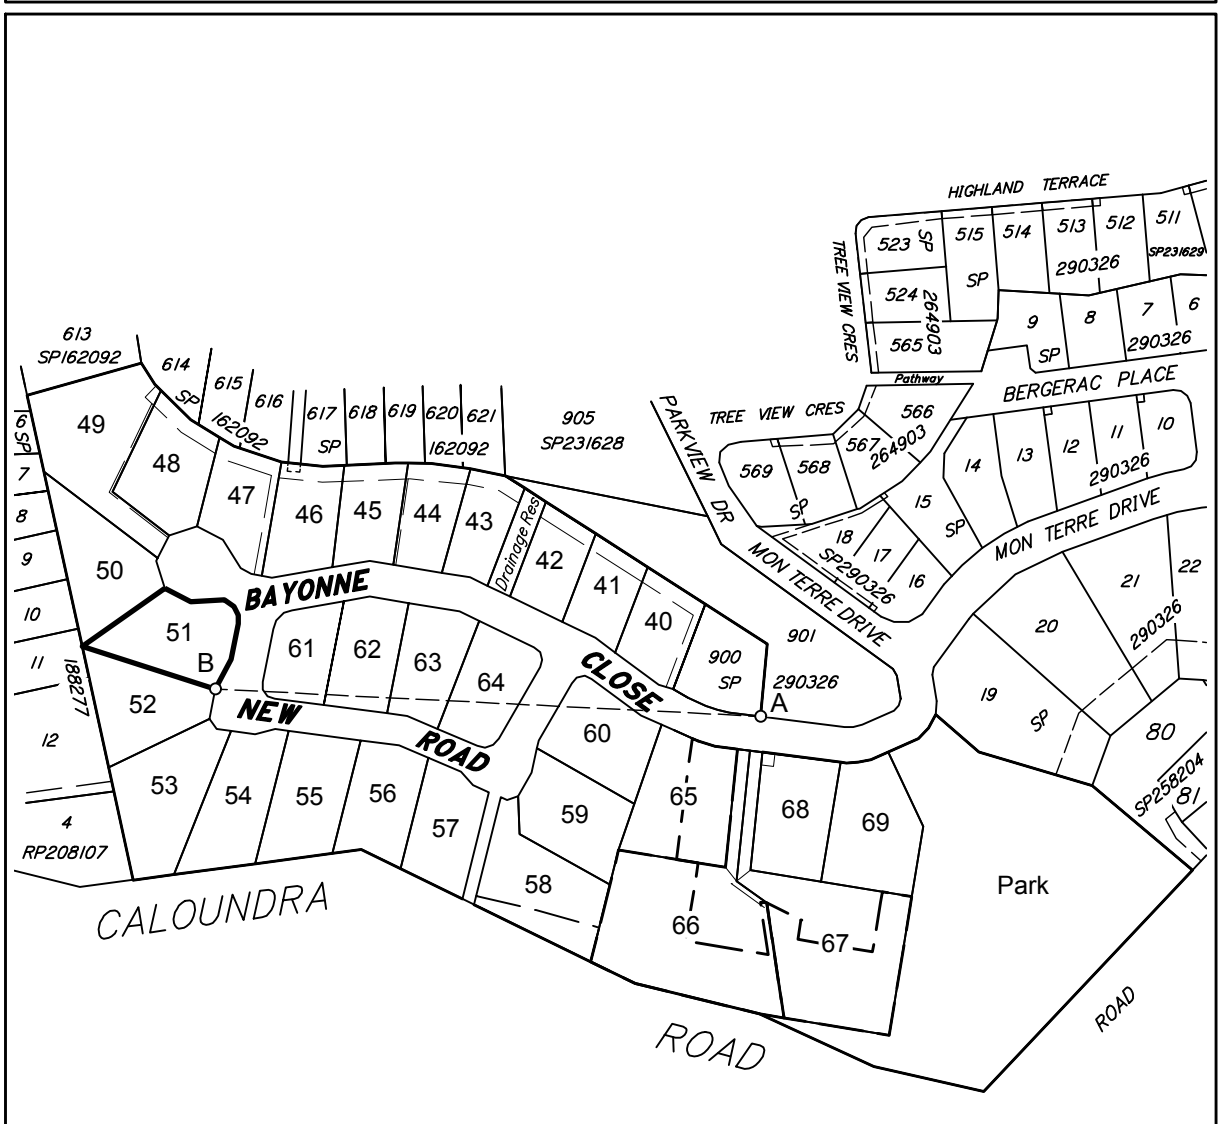 HIGHLAND TERRACE
TREE VIEW CRES
523
SP
515
514
513
512
511
SP231629
SP
290326
524
264903
565
9
8
7
6
SP
290326
Pathway
BERGERAC PLACE
613
SP162092
614
SP
615
616
162092
617
618
619
620
621
SP
162092
905
SP231628
PARKVIEW DR
TREE VIEW CRES
566
567
264903
568
569
SP
14
13
12
11
10
290326
15
SP
MON TERRE DRIVE
18
17
16
SP290326
MON TERRE DRIVE
6
SP
7
8
9
10
11
188277
12
4
RP208107
49
48
47
46
45
44
43
Drainage Res
42
41
40
900
SP
901
290326
50
51
B
52
BAYONNE
CLOSE
A
61
62
63
64
NEW
ROAD
53
54
55
56
57
58
59
60
65
66
67
68
69
22
21
20
290326
19
SP
80
SP258204
81
Park
CALOUNDRA
ROAD
ROAD